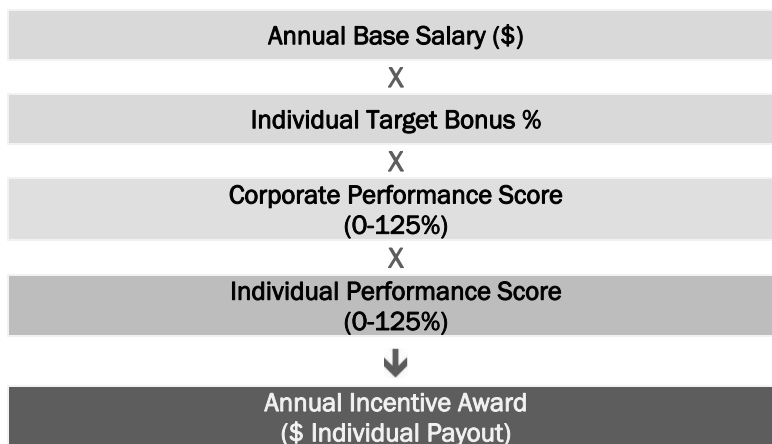 Annual Base Salary ($)
X
Individual Target Bonus %
X
Corporate Performance Score
(0-125%)
X
Individual Performance Score
(0-125%)
Annual Incentive Award
($ Individual Payout)